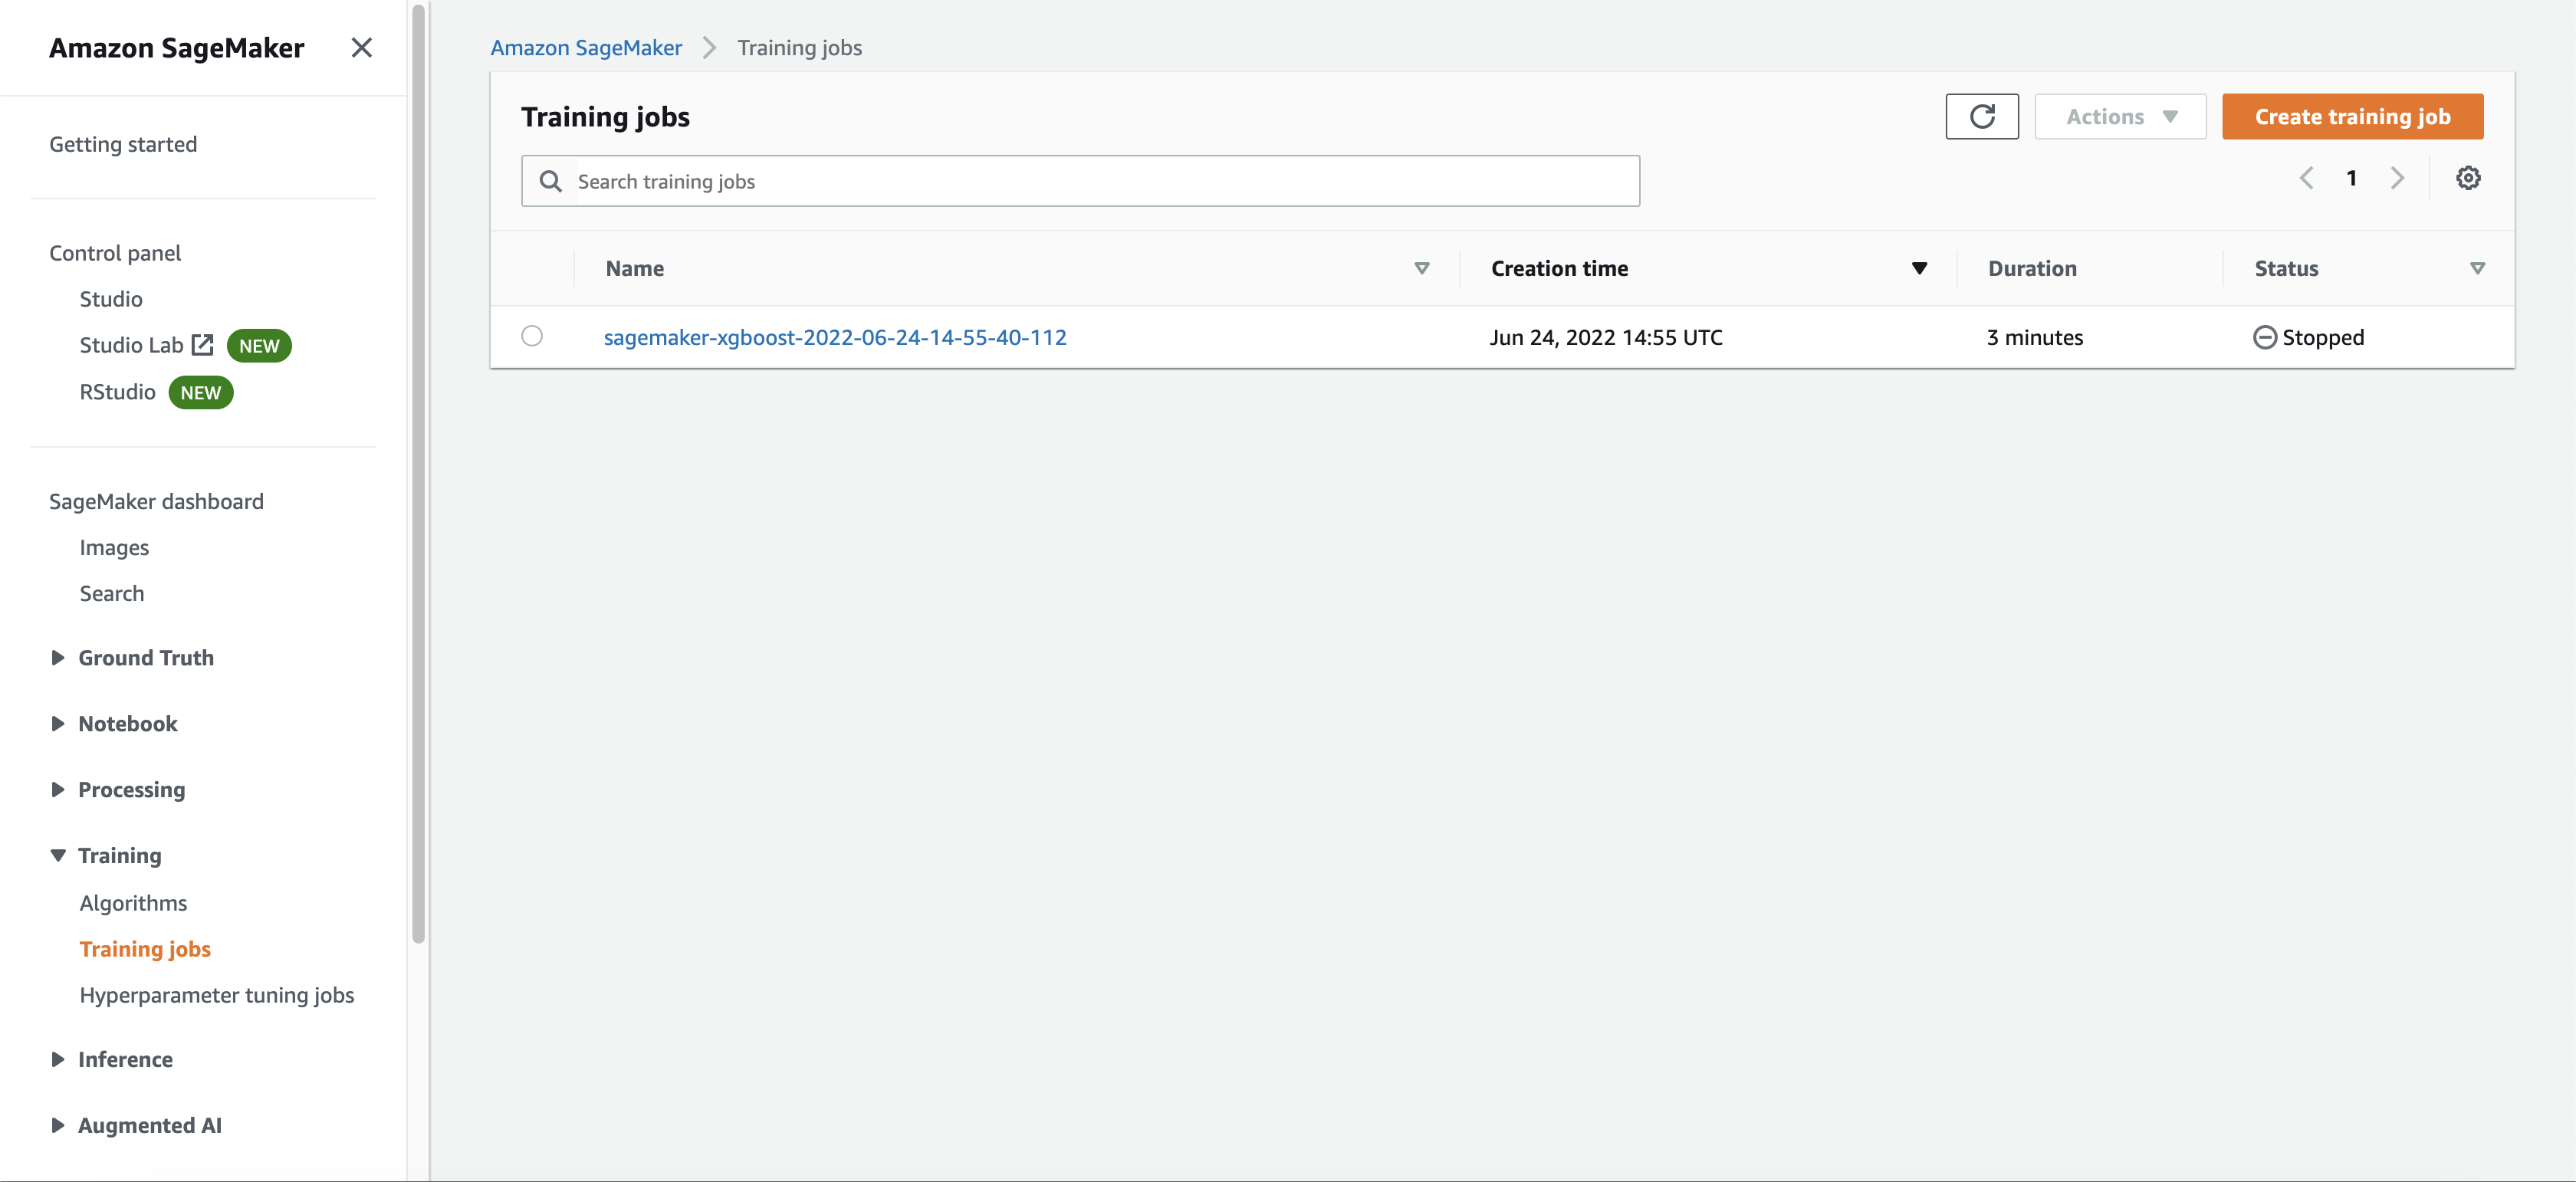 Amazon SageMaker
Getting started
Control panel
Studio
Studio Lab NEW
RStudio NEW
SageMaker dashboard
Images
Search
Ground Truth
Notebook
Processing
Training
Algorithms
Training jobs
Hyperparameter tuning jobs
Inference
Augmented AI
Amazon SageMaker Training jobs
Training jobs
Actions
Create training job
Search training jobs
1
Name Creation time Duration Status
sagemaker-xgboost-2022-06-24-14-55-40-112 Jun 24, 2022 14:55 UTC 3 minutes Stopped